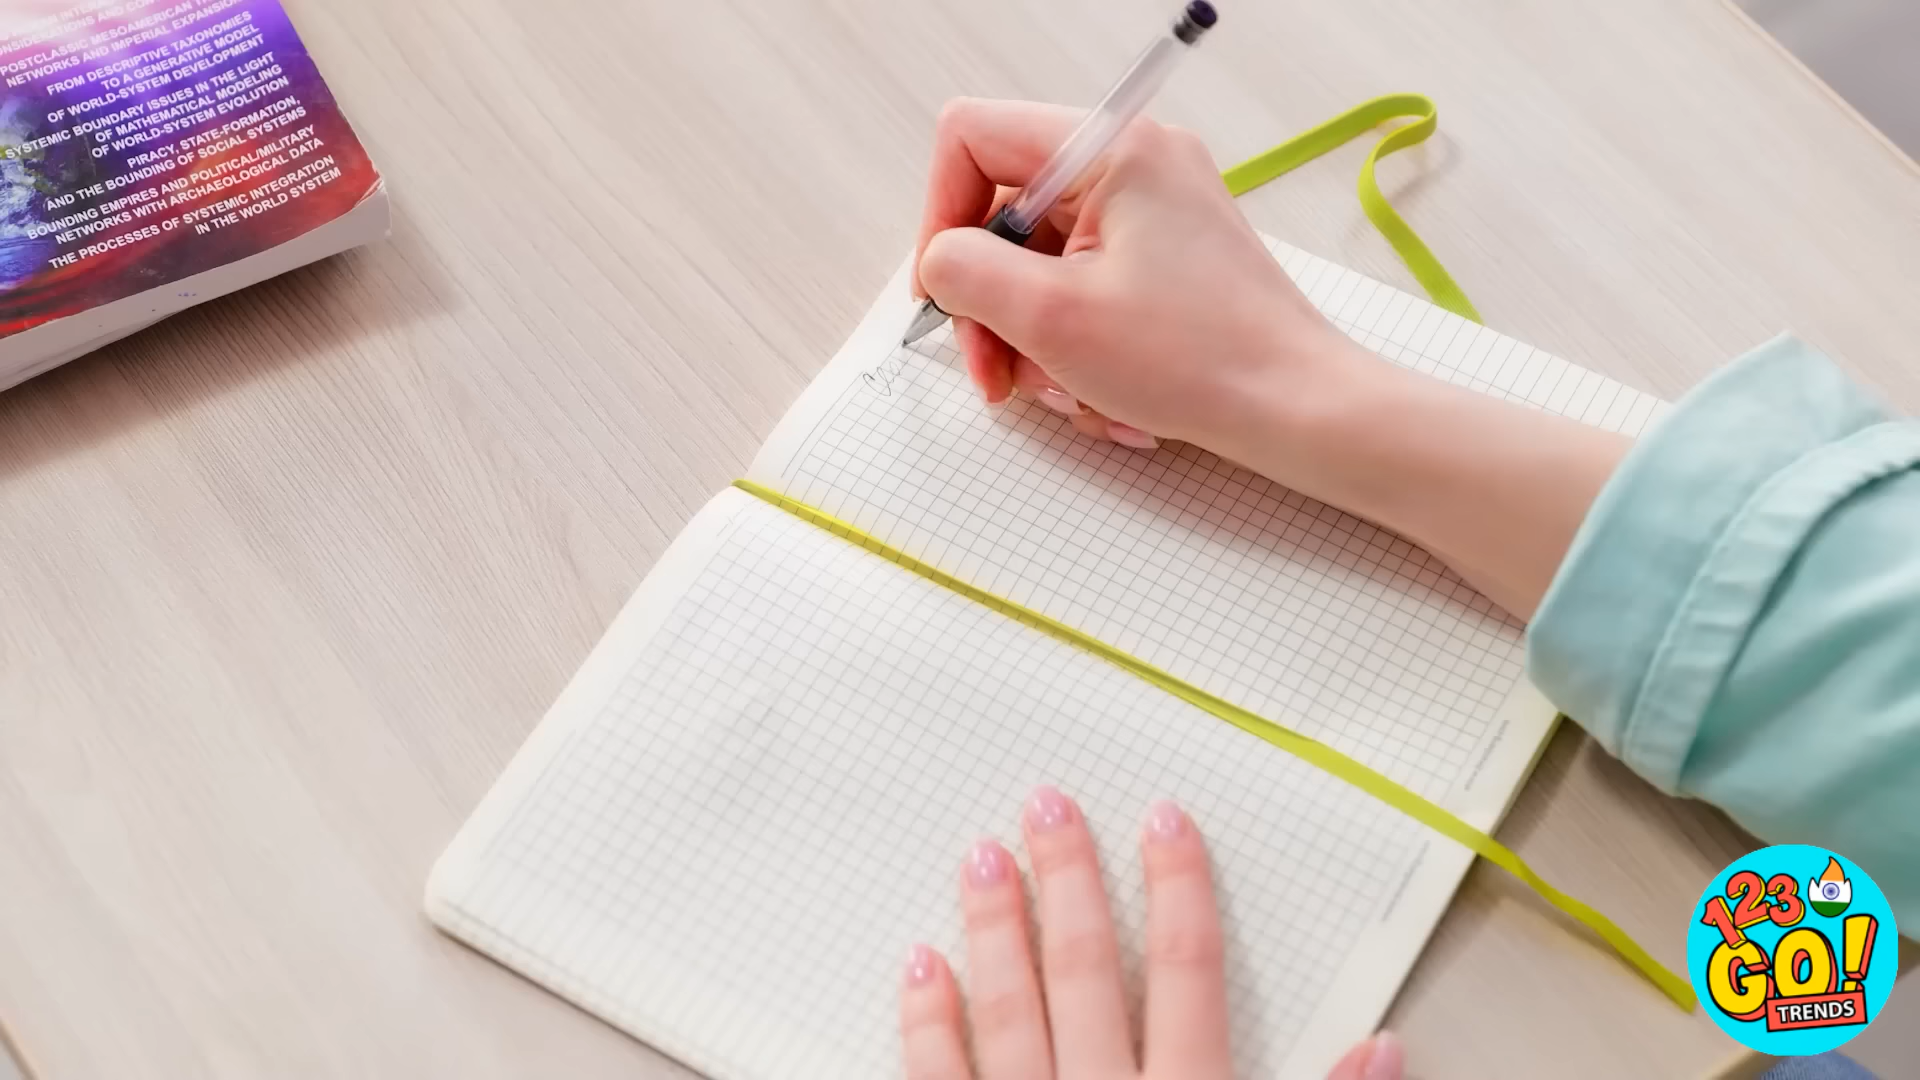 POSTCLASSIC MESOAMERICAN
NETWORKS AND IMPERIAL EXPANSION
FROM DESCRIPTIVE TAXONOMIES
TO A GENERATIVE MODEL
OF WORLD-SYSTEM DEVELOPMENT
SYSTEMIC BOUNDARY ISSUES IN THE LIGHT
OF MATHEMATICAL MODELING
OF WORLD-SYSTEM EVOLUTION
PIRACY, STATE-FORMATION,
AND THE BOUNDING OF SOCIAL SYSTEMS
BOUNDING EMPIRES AND POLITICAL/MILITARY
NETWORKS WITH ARCHAEOLOGICAL DATA
THE PROCESSES OF SYSTEMIC INTEGRATION
IN THE WORLD SYSTEM
123
GO!
TRENDS